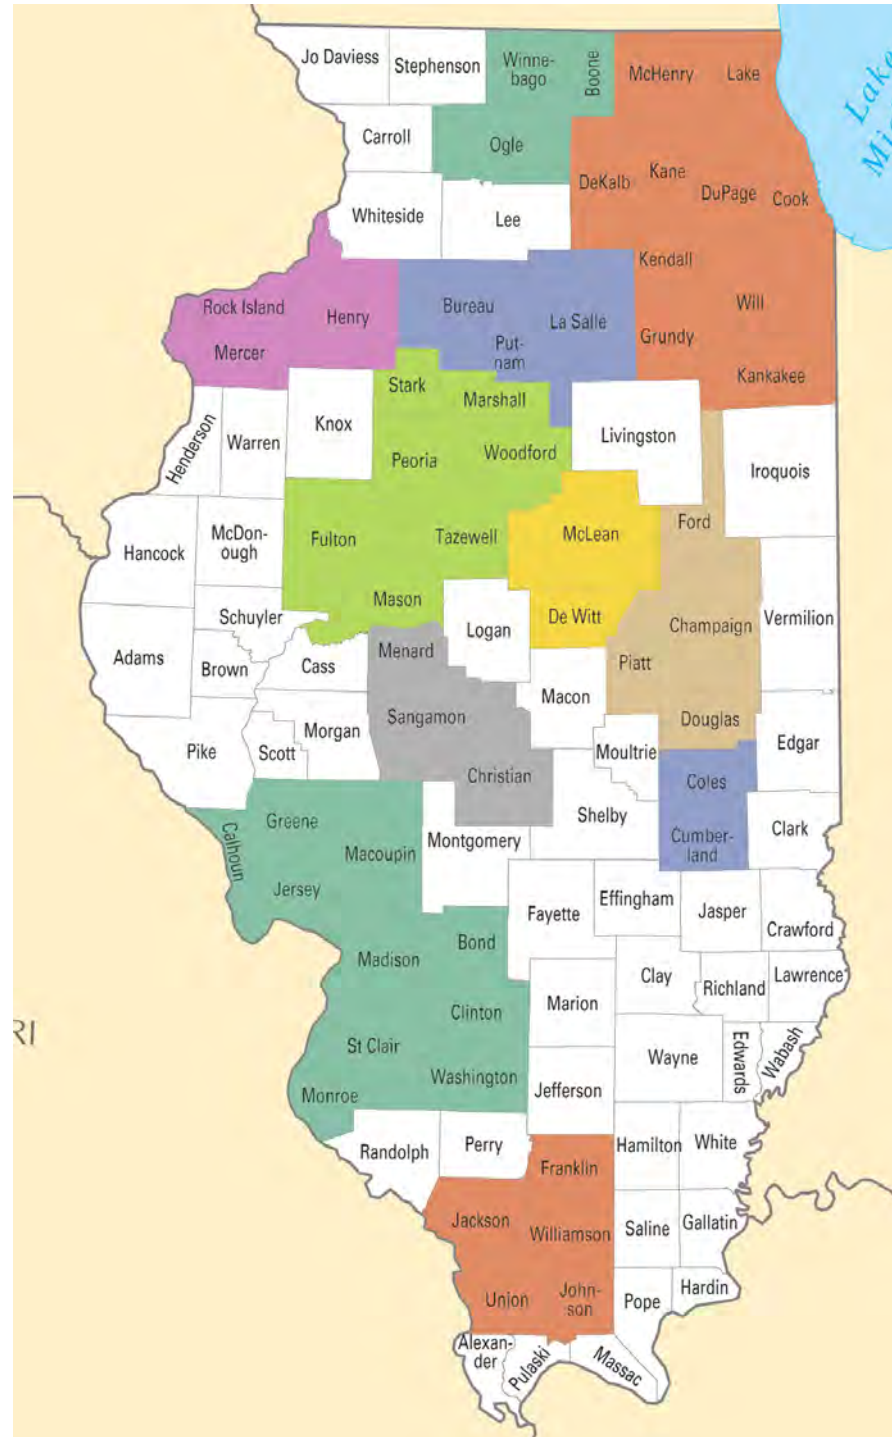 Jo Daviess
Stephenson
Winne-
bago
Boone
McHenry
Lake
Lake
Carroll
Ogle
DeKalb
Kane
DuPage
Cook
Whiteside
Lee
Kendall
Rock Island
Henry
Bureau
La Salle
Will
Mercer
Put-
nam
Grundy
Kankakee
Stark
Marshall
Henderson
Warren
Knox
Peoria
Woodford
Livingston
Iroquois
Hancock
McDon-
ough
Fulton
Tazewell
McLean
Ford
Schuyler
Mason
Logan
De Witt
Champaign
Vermilion
Adams
Brown
Cass
Menard
Piatt
Macon
Pike
Scott
Morgan
Sangamon
Christian
Moultrie
Douglas
Edgar
Coles
Calhoun
Greene
Macoupin
Montgomery
Shelby
Cumber-
land
Clark
Jersey
Fayette
Effingham
Jasper
Crawford
Madison
Bond
Clay
Richland
Lawrence
RI
Clinton
Marion
St Clair
Washington
Jefferson
Wayne
Edwards
Wabash
Monroe
Randolph
Perry
Franklin
Hamilton
White
Jackson
Williamson
Saline
Gallatin
Union
John-
son
Pope
Hardin
Alexan-
der
Pulaski
Massac